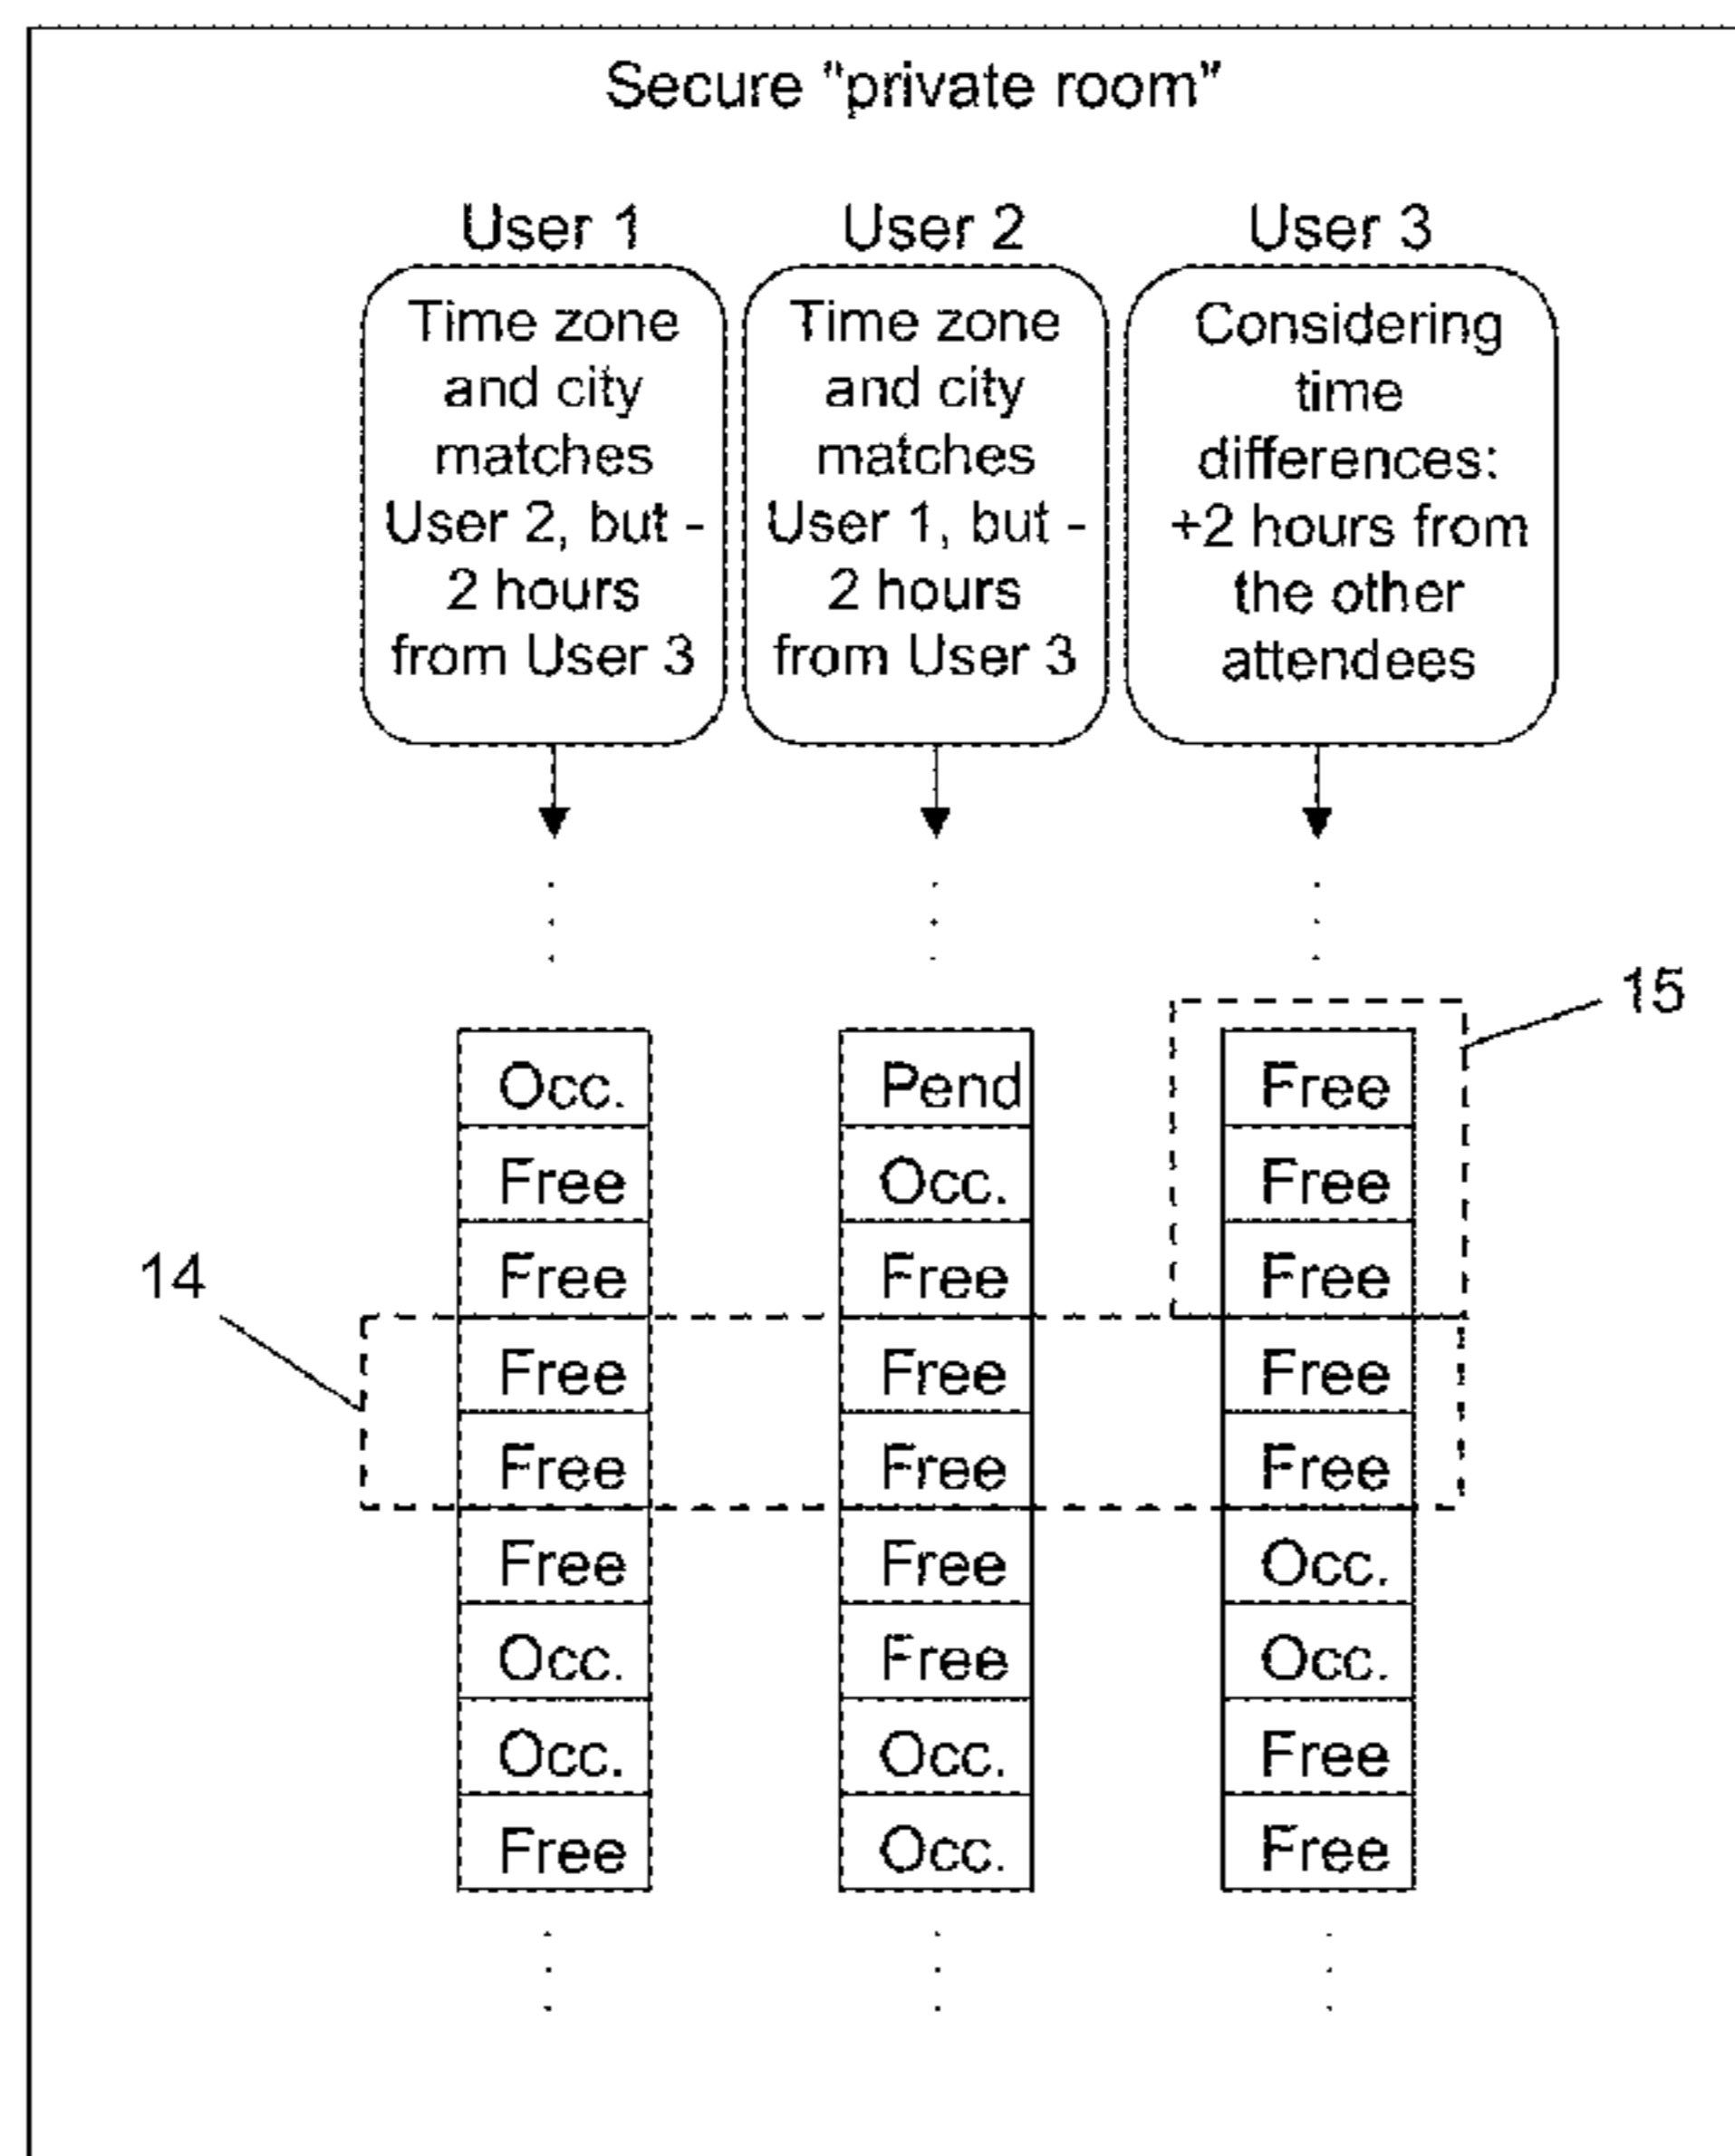 Secure "private room"
User 1 User 2 User 3
Time zone
and city
matches
User 2, but -
2 hours
from User 3
Time zone
and city
matches
User 1, but -
2 hours
from User 3
Considering
time
differences:
+2 hours from
the other
attendees
15
Occ. Pend Free
Free Occ. Free
Free Free Free
14
Free Free Free
Free Free Free
Free Free Occ.
Occ. Free Occ.
Occ. Occ. Free
Free Occ. Free